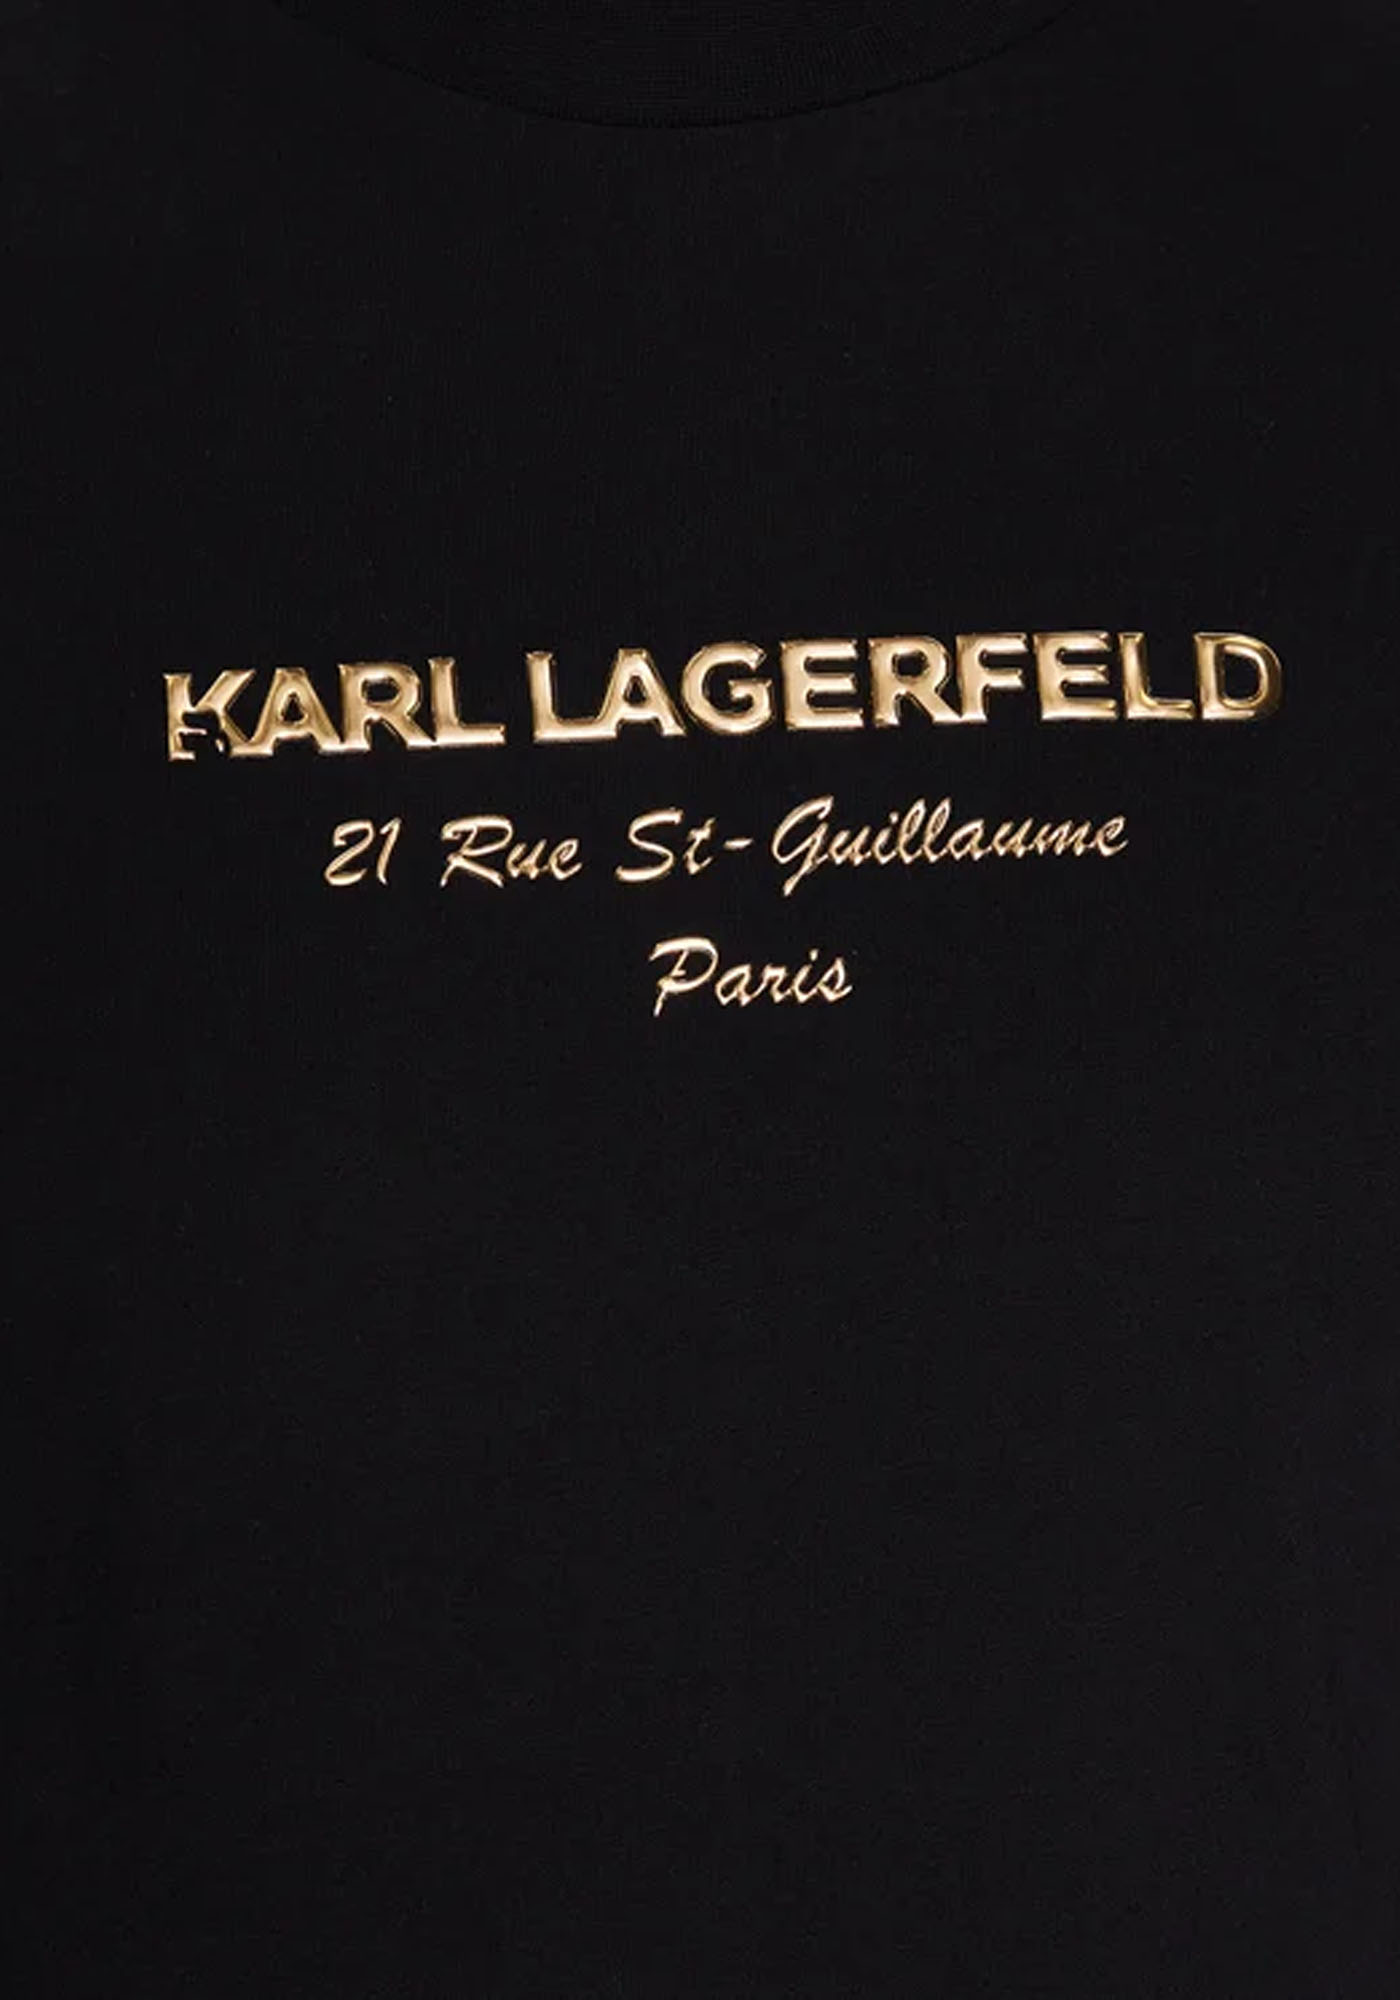 KARL LAGERFELD
21 Rue St-Guillaume
Paris